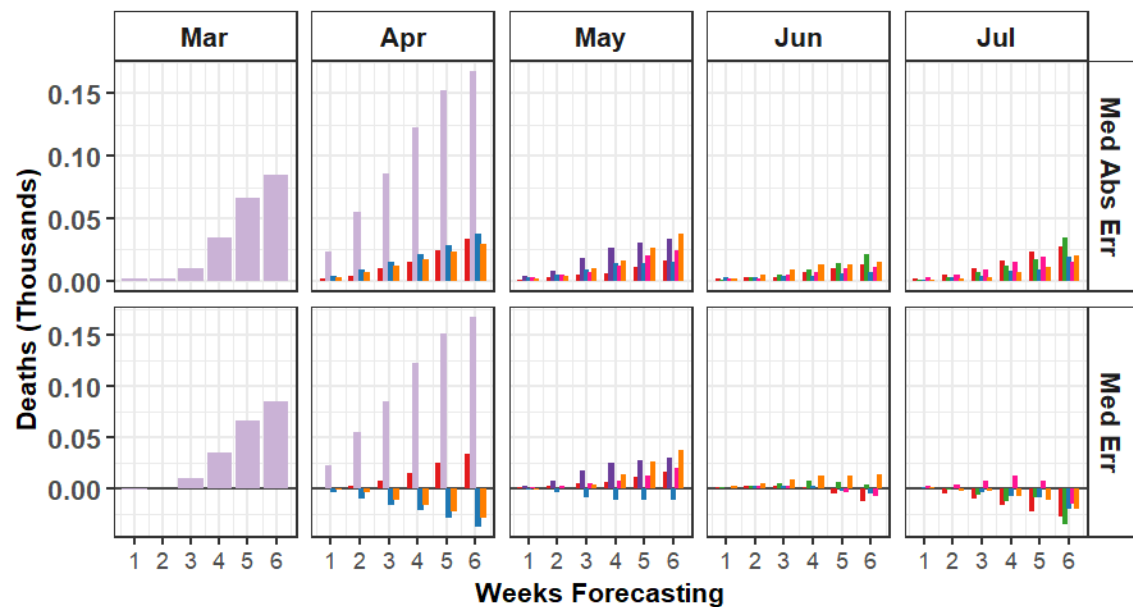 Mar Apr May Jun Jul
Deaths (Thousands)
0.15
0.10
0.05
0.00
Med Abs Err
0.15
0.10
0.05
0.00
Med Err
1 2 3 4 5 6 1 2 3 4 5 6 1 2 3 4 5 6 1 2 3 4 5 6 1 2 3 4 5 6
Weeks Forecasting